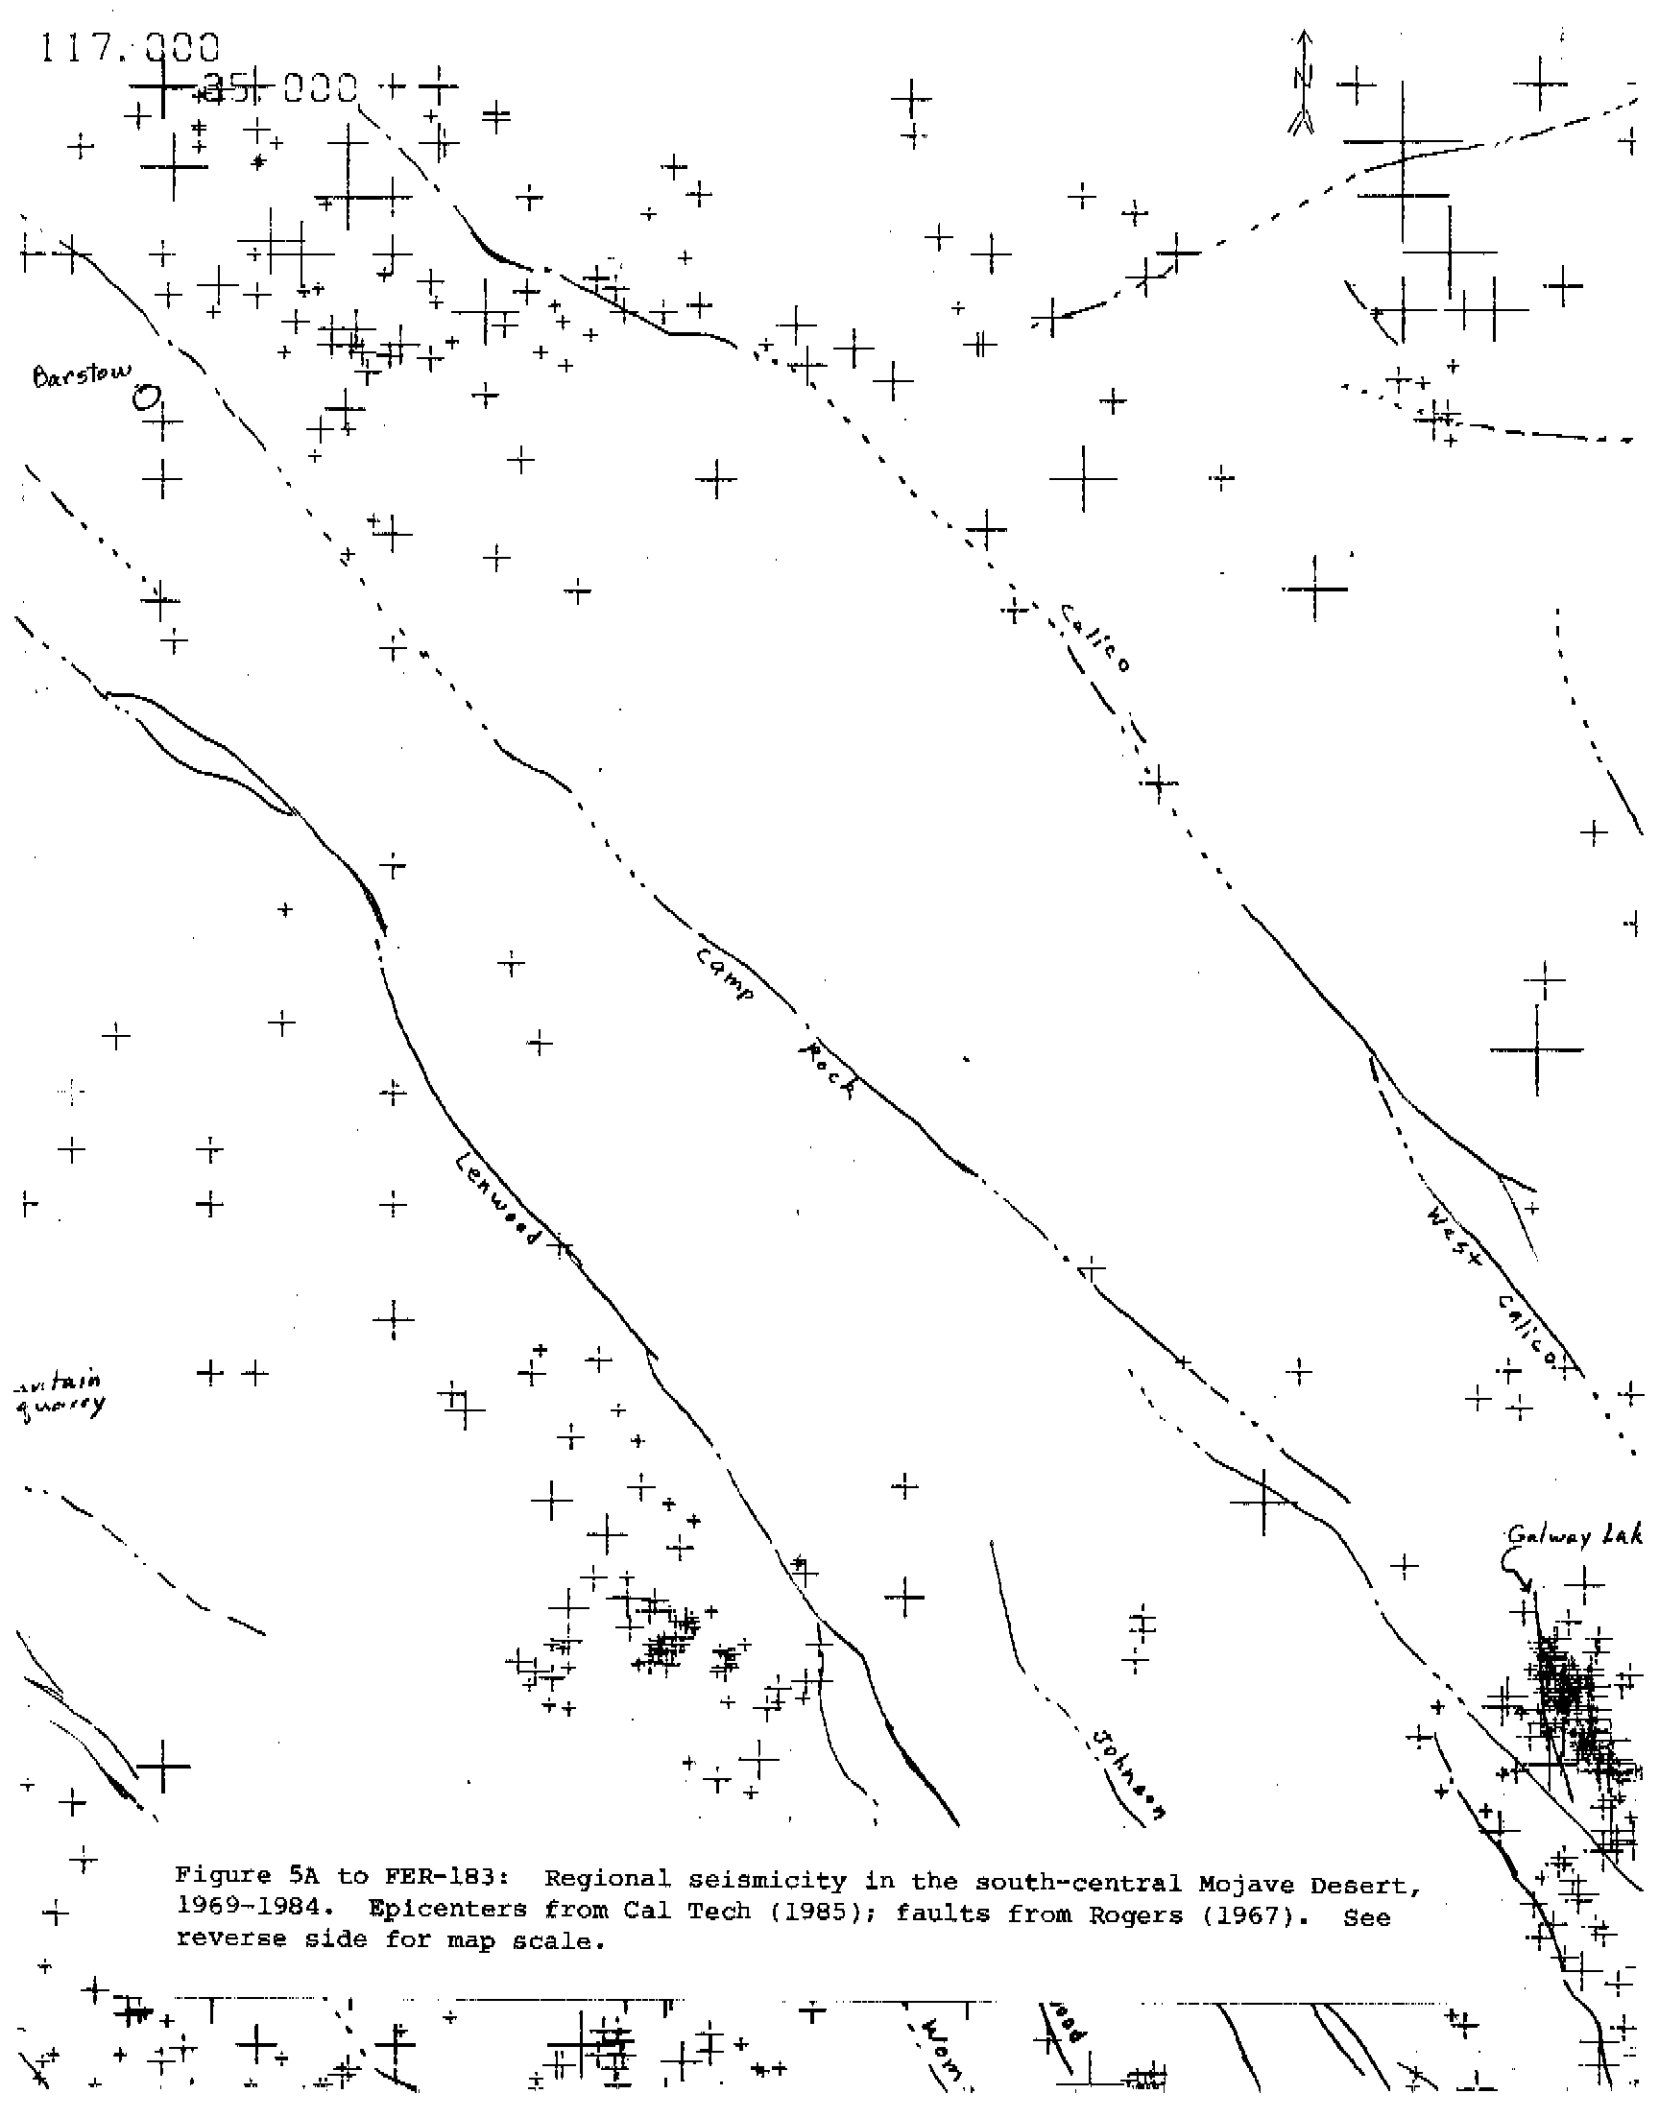 117.000
35.000
N
Barstow
Calico
Camp
Rock
Lenwood
West
Calico
quarry
Galway Lak
Johnson
Figure 5A to FER-183: Regional seismicity in the south-central Mojave Desert,
1969-1984. Epicenters from Cal Tech (1985); faults from Rogers (1967). See
reverse side for map scale.